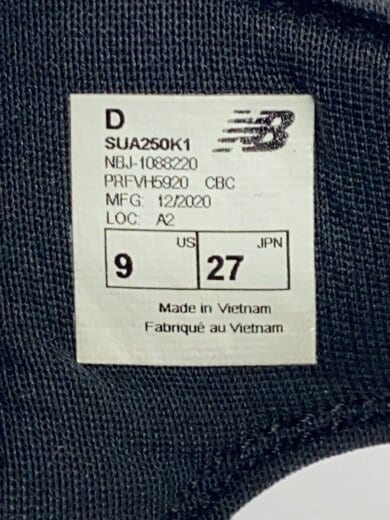 D
NB
SUA250K1
NBJ-1088220
PRFVH5920 CBC
MFG: 12/2020
LOC: A2
9 US 27 JPN
Made in Vietnam
Fabriqué au Vietnam